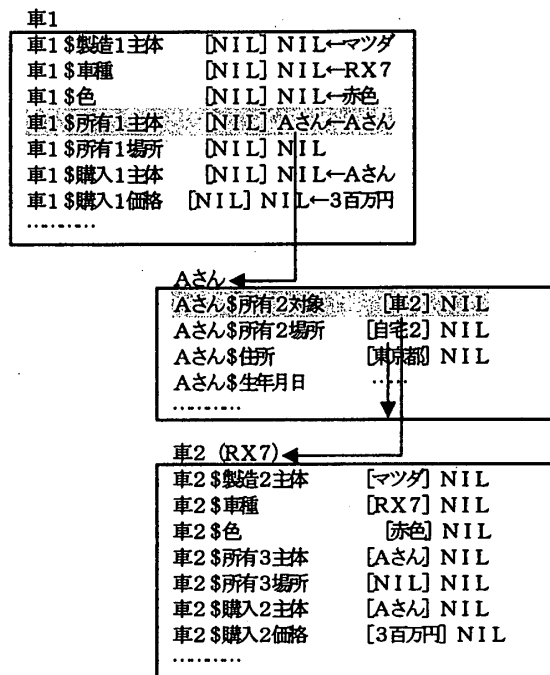 車1
車1$製造1主体 [NIL] NIL←マツダ
車1$車種 [NIL] NIL←RX7
車1$色 [NIL] NIL←赤色
車1$所有1主体 [NIL] Aさん←Aさん
車1$所有1場所 [NIL] NIL
車1$購入1主体 [NIL] NIL←Aさん
車1$購入1価格 [NIL] NIL←3百万円
‥‥‥‥‥
Aさん
Aさん$所有2対象 [車2] NIL
Aさん$所有2場所 [自宅2] NIL
Aさん$住所 [東京都] NIL
Aさん$生年月日 ‥‥‥
‥‥‥‥‥
車2 (RX7)
車2$製造2主体 [マツダ] NIL
車2$車種 [RX7] NIL
車2$色 [赤色] NIL
車2$所有3主体 [Aさん] NIL
車2$所有3場所 [NIL] NIL
車2$購入2主体 [Aさん] NIL
車2$購入2価格 [3百万円] NIL
‥‥‥‥‥